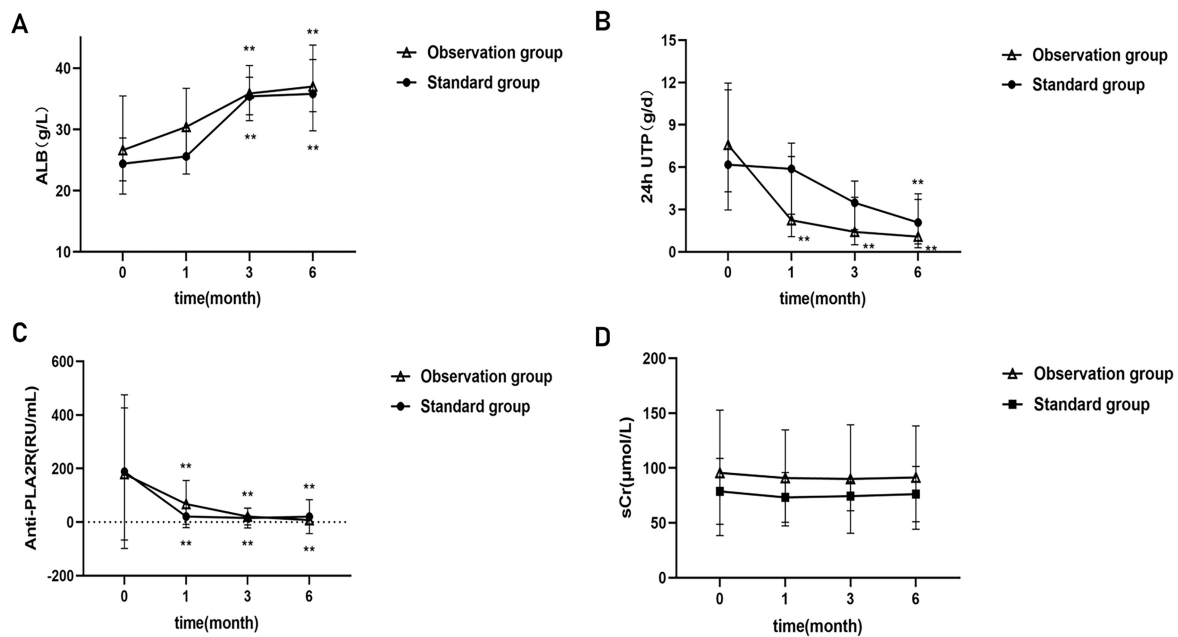 A
ALB (g/L)
40
30
20
10
0 1 3 6
time(month)
** **
** **
Observation group
Standard group
B
24h UTP (g/d)
15
12
9
6
3
0
0 1 3 6
time(month)
**
** ** **
Observation group
Standard group
C
Anti-PLA2R(RU/mL)
600
400
200
0
-200
0 1 3 6
time(month)
** ** **
** ** **
Observation group
Standard group
D
sCr(μmol/L)
200
150
100
50
0
0 1 3 6
time(month)
Observation group
Standard group